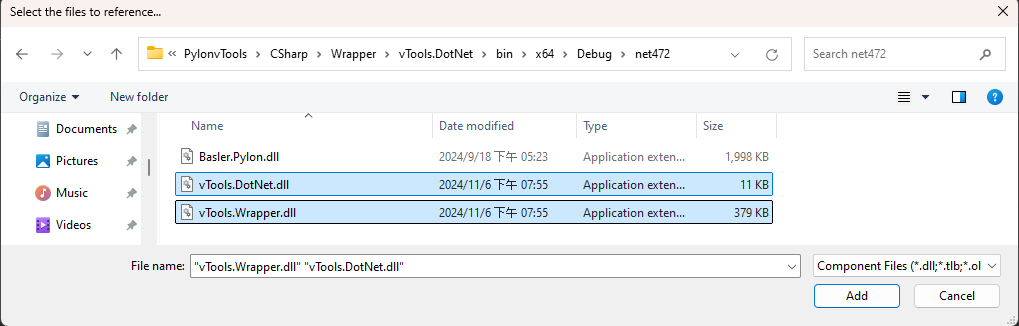 Select the files to reference...
« PylonvTools > CSharp > Wrapper > vTools.DotNet > bin > x64 > Debug > net472
Search net472
Organize New folder
Name Date modified Type Size
Documents
Pictures
Music
Videos
Basler.Pylon.dll 2024/9/18 下午 05:23 Application exten... 1,998 KB
vTools.DotNet.dll 2024/11/6 下午 07:55 Application exten... 11 KB
vTools.Wrapper.dll 2024/11/6 下午 07:55 Application exten... 379 KB
File name: "vTools.Wrapper.dll" "vTools.DotNet.dll" Component Files (*.dll;*.tlb;*.ol
Add Cancel